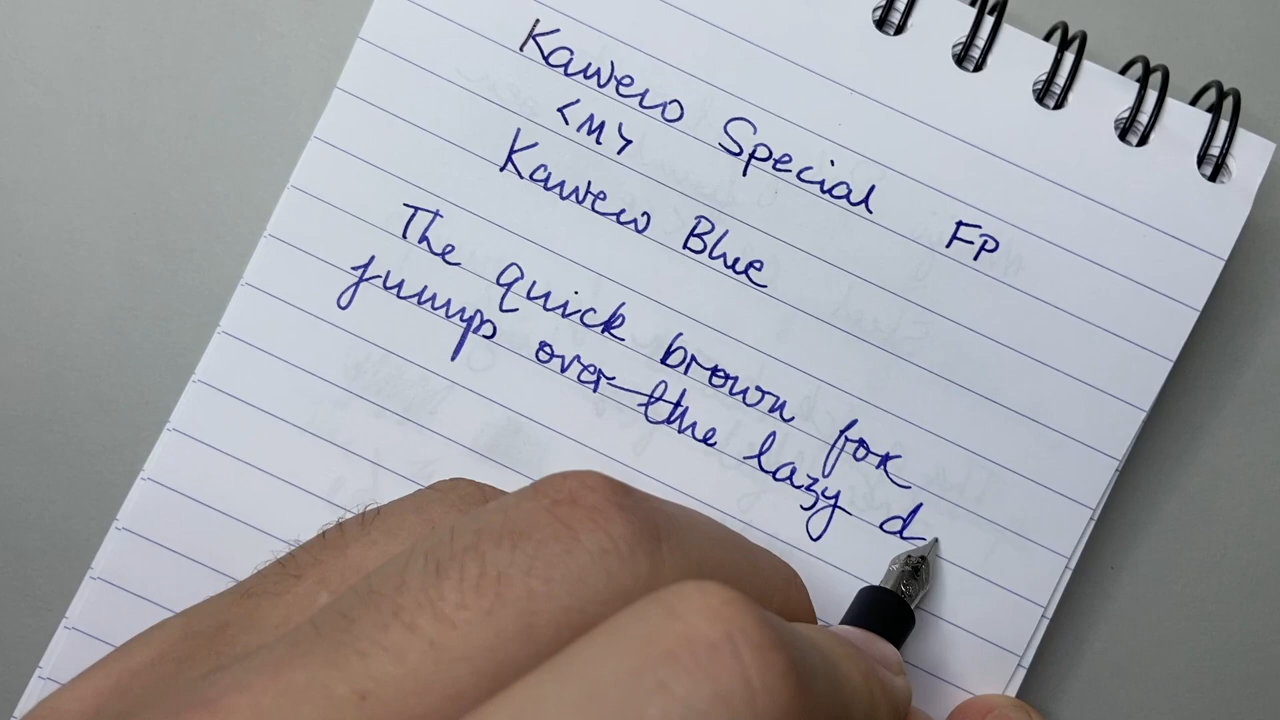 Kaweco Special FP
<M>
Kaweco Blue
The quick brown fox
jumps over the lazy d